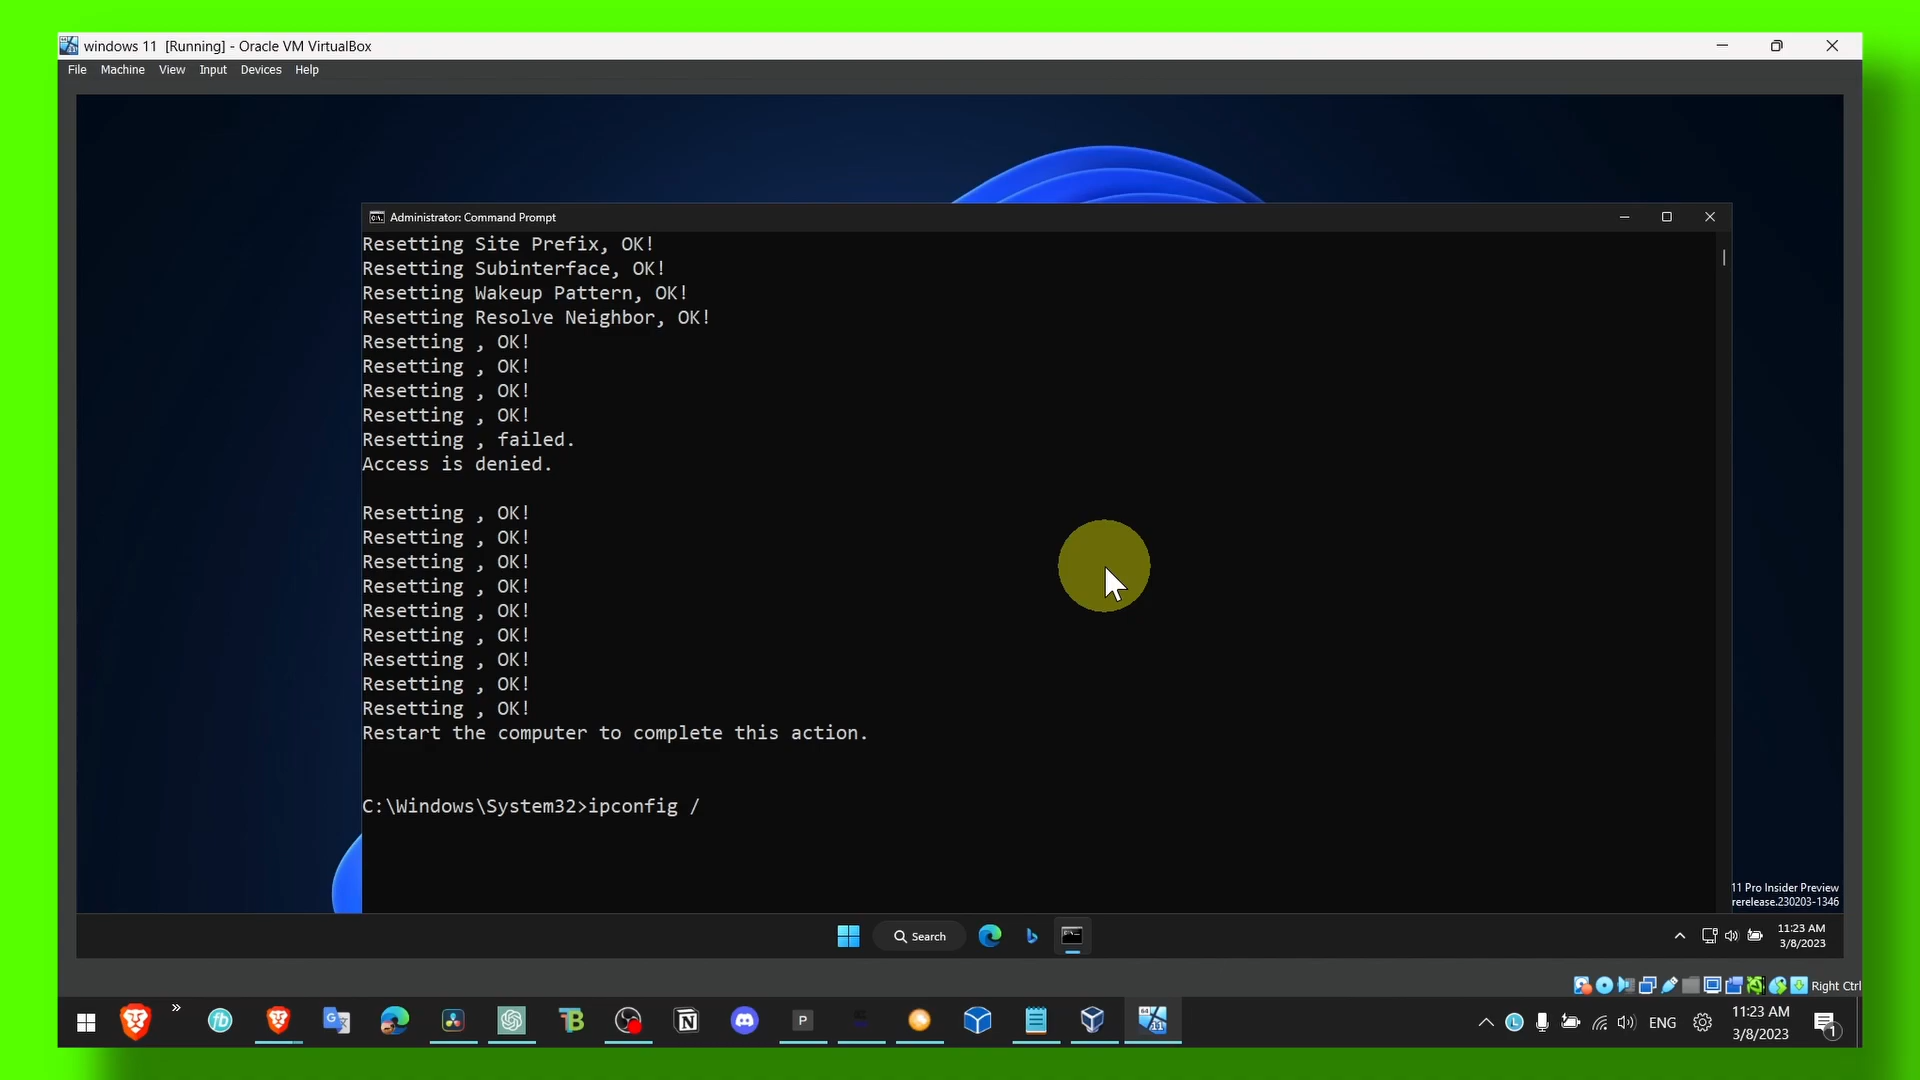 windows 11 [Running] - Oracle VM VirtualBox
File Machine View Input Devices Help
Administrator: Command Prompt
Resetting Site Prefix, OK!
Resetting Subinterface, OK!
Resetting Wakeup Pattern, OK!
Resetting Resolve Neighbor, OK!
Resetting , OK!
Resetting , OK!
Resetting , OK!
Resetting , OK!
Resetting , failed.
Access is denied.
Resetting , OK!
Resetting , OK!
Resetting , OK!
Resetting , OK!
Resetting , OK!
Resetting , OK!
Resetting , OK!
Resetting , OK!
Resetting , OK!
Restart the computer to complete this action.
C:\Windows\System32>ipconfig /
11 Pro Insider Preview
rerelease.230203-1346
Search
11:23 AM
3/8/2023
Right Ctrl
ENG
11:23 AM
3/8/2023
1